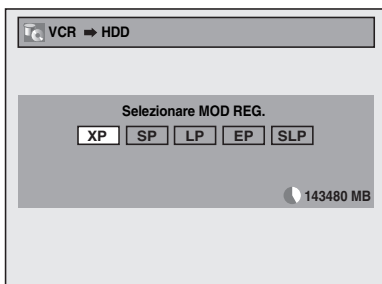 VCR ➡ HDD
Selezionare MOD REG.
XP SP LP EP SLP
143480 MB